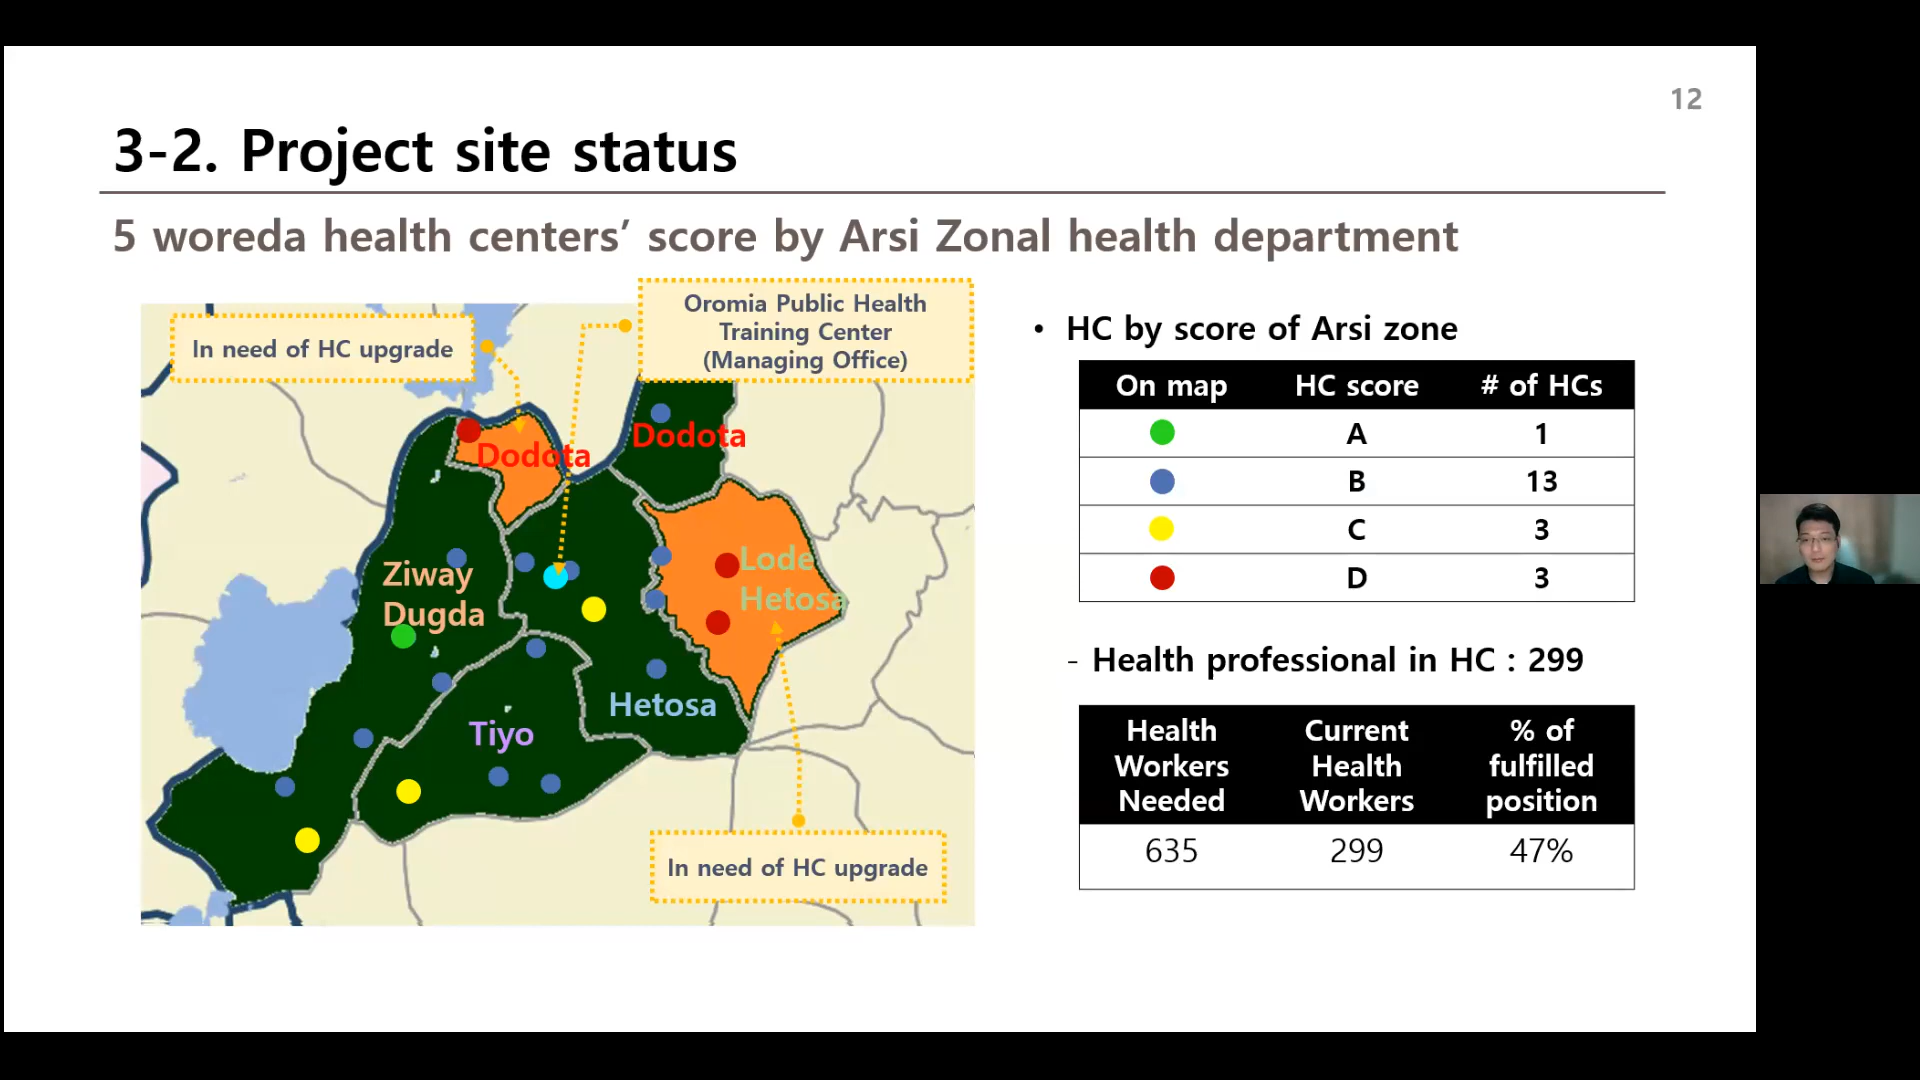 12
3-2. Project site status
5 woreda health centers’ score by Arsi Zonal health department
In need of HC upgrade
Oromia Public Health
Training Center
(Managing Office)
Dodota
Dodota
Ziway
Dugda
Lode
Hetosa
Hetosa
Tiyo
In need of HC upgrade
• HC by score of Arsi zone
On map HC score # of HCs
A 1
B 13
C 3
D 3
- Health professional in HC : 299
Health
Workers
Needed
Current
Health
Workers
% of
fulfilled
position
635 299 47%